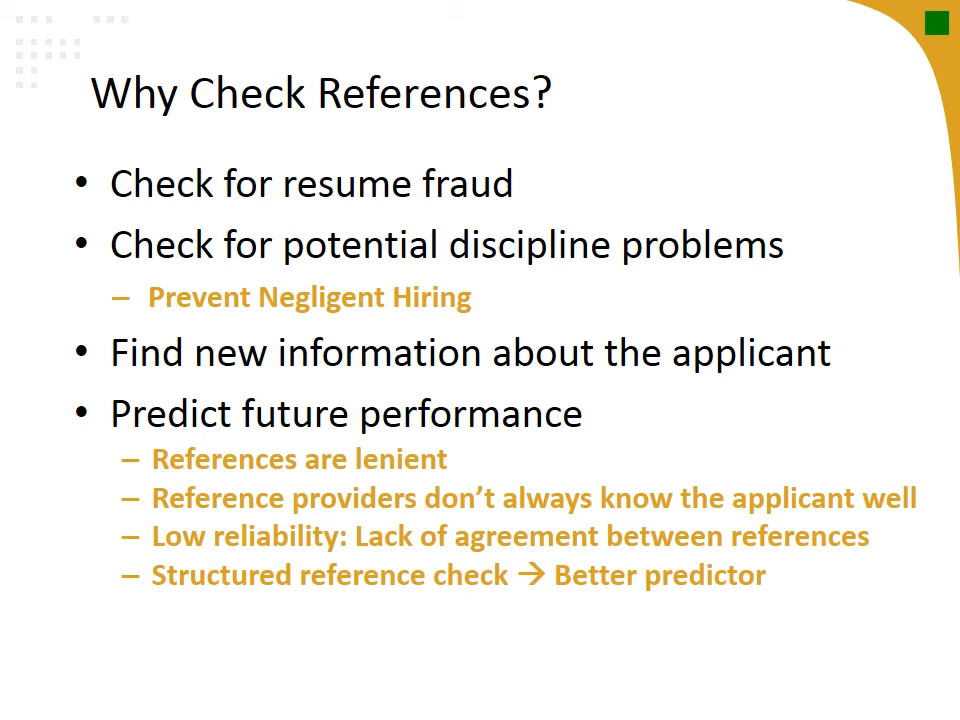 Why Check References?
• Check for resume fraud
• Check for potential discipline problems
– Prevent Negligent Hiring
• Find new information about the applicant
• Predict future performance
– References are lenient
– Reference providers don’t always know the applicant well
– Low reliability: Lack of agreement between references
– Structured reference check → Better predictor